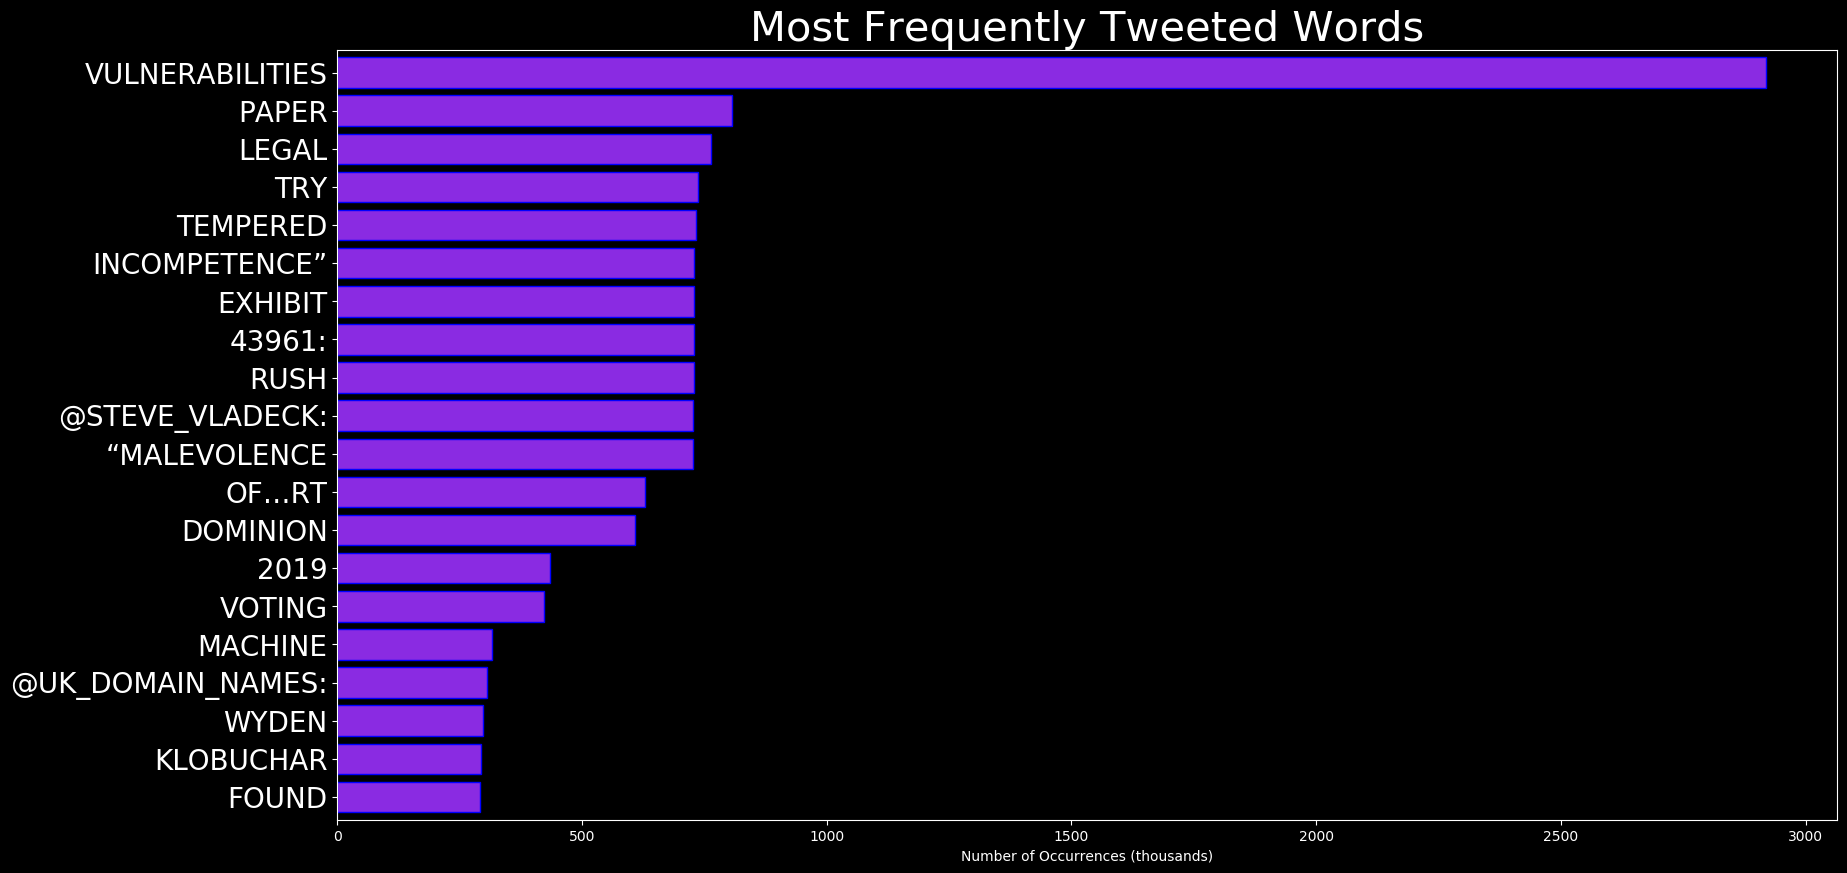 Most Frequently Tweeted Words
VULNERABILITIES
PAPER
LEGAL
TRY
TEMPERED
INCOMPETENCE”
EXHIBIT
43961:
RUSH
@STEVE_VLADECK:
“MALEVOLENCE
OF…RT
DOMINION
2019
VOTING
MACHINE
@UK_DOMAIN_NAMES:
WYDEN
KLOBUCHAR
FOUND
0 500 1000 1500 2000 2500 3000
Number of Occurrences (thousands)